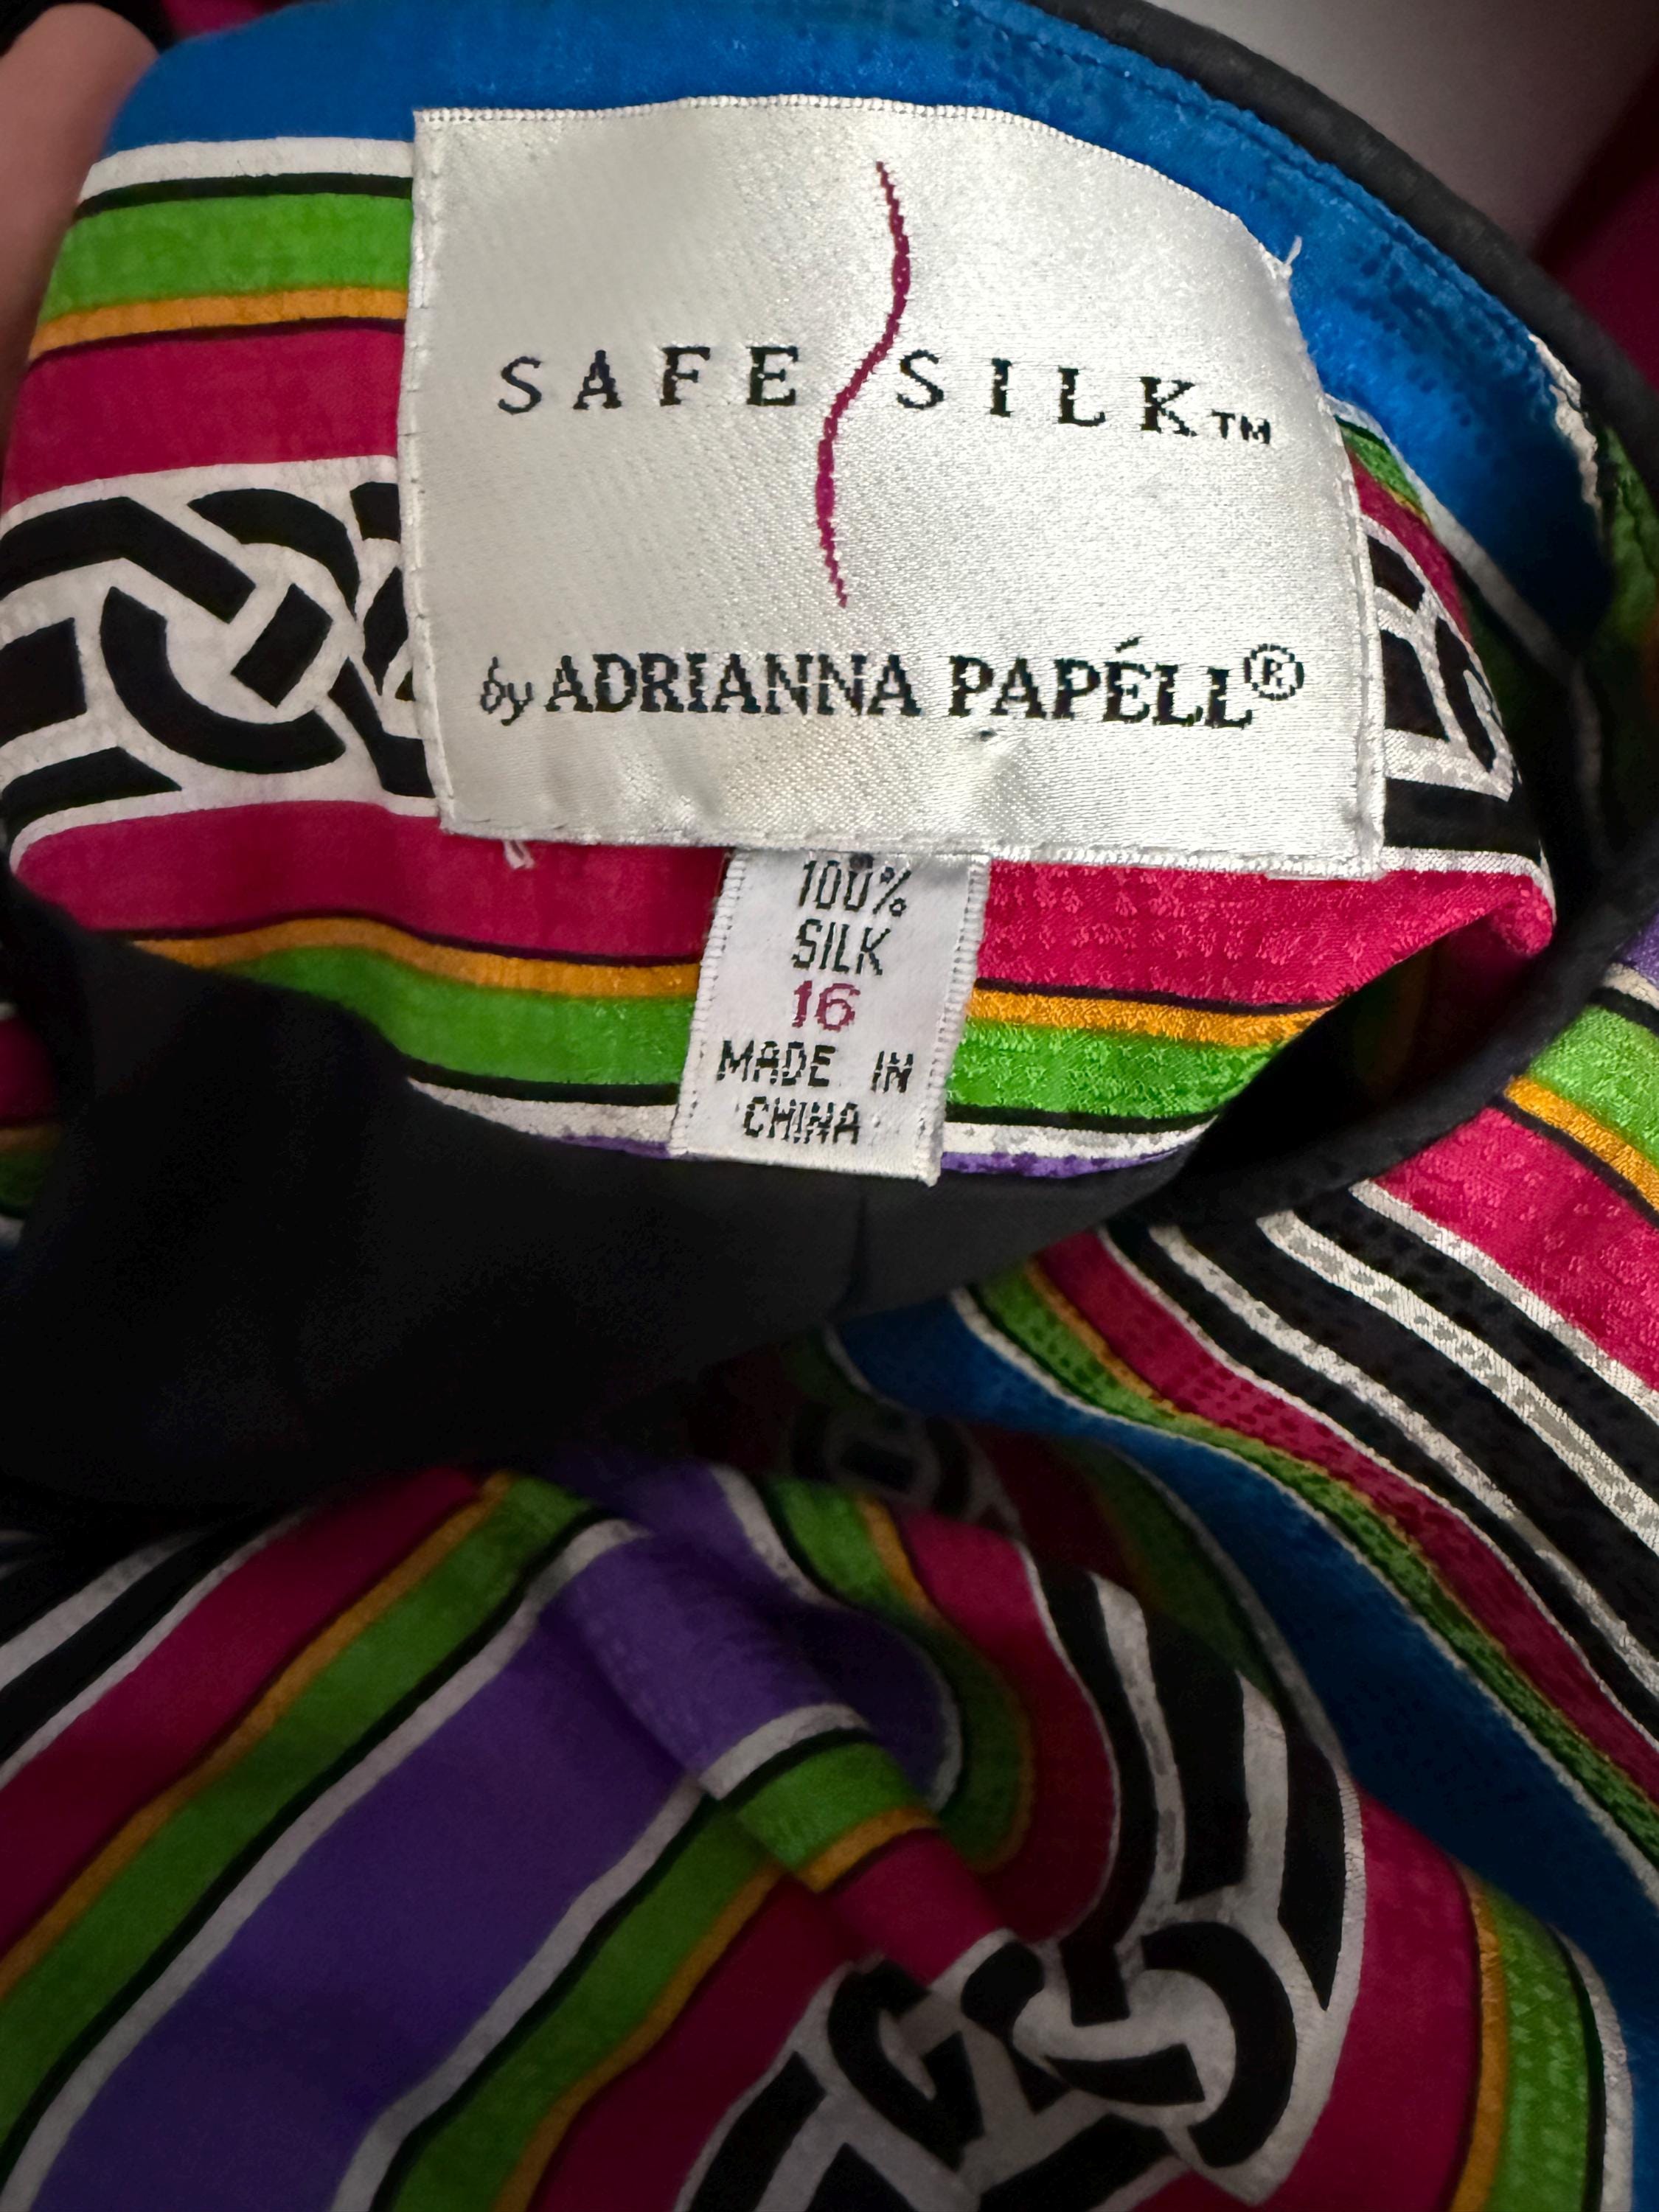 SAFE SILK™
by ADRIANNA PAPÉLL®
100%
SILK
16
MADE IN
CHINA